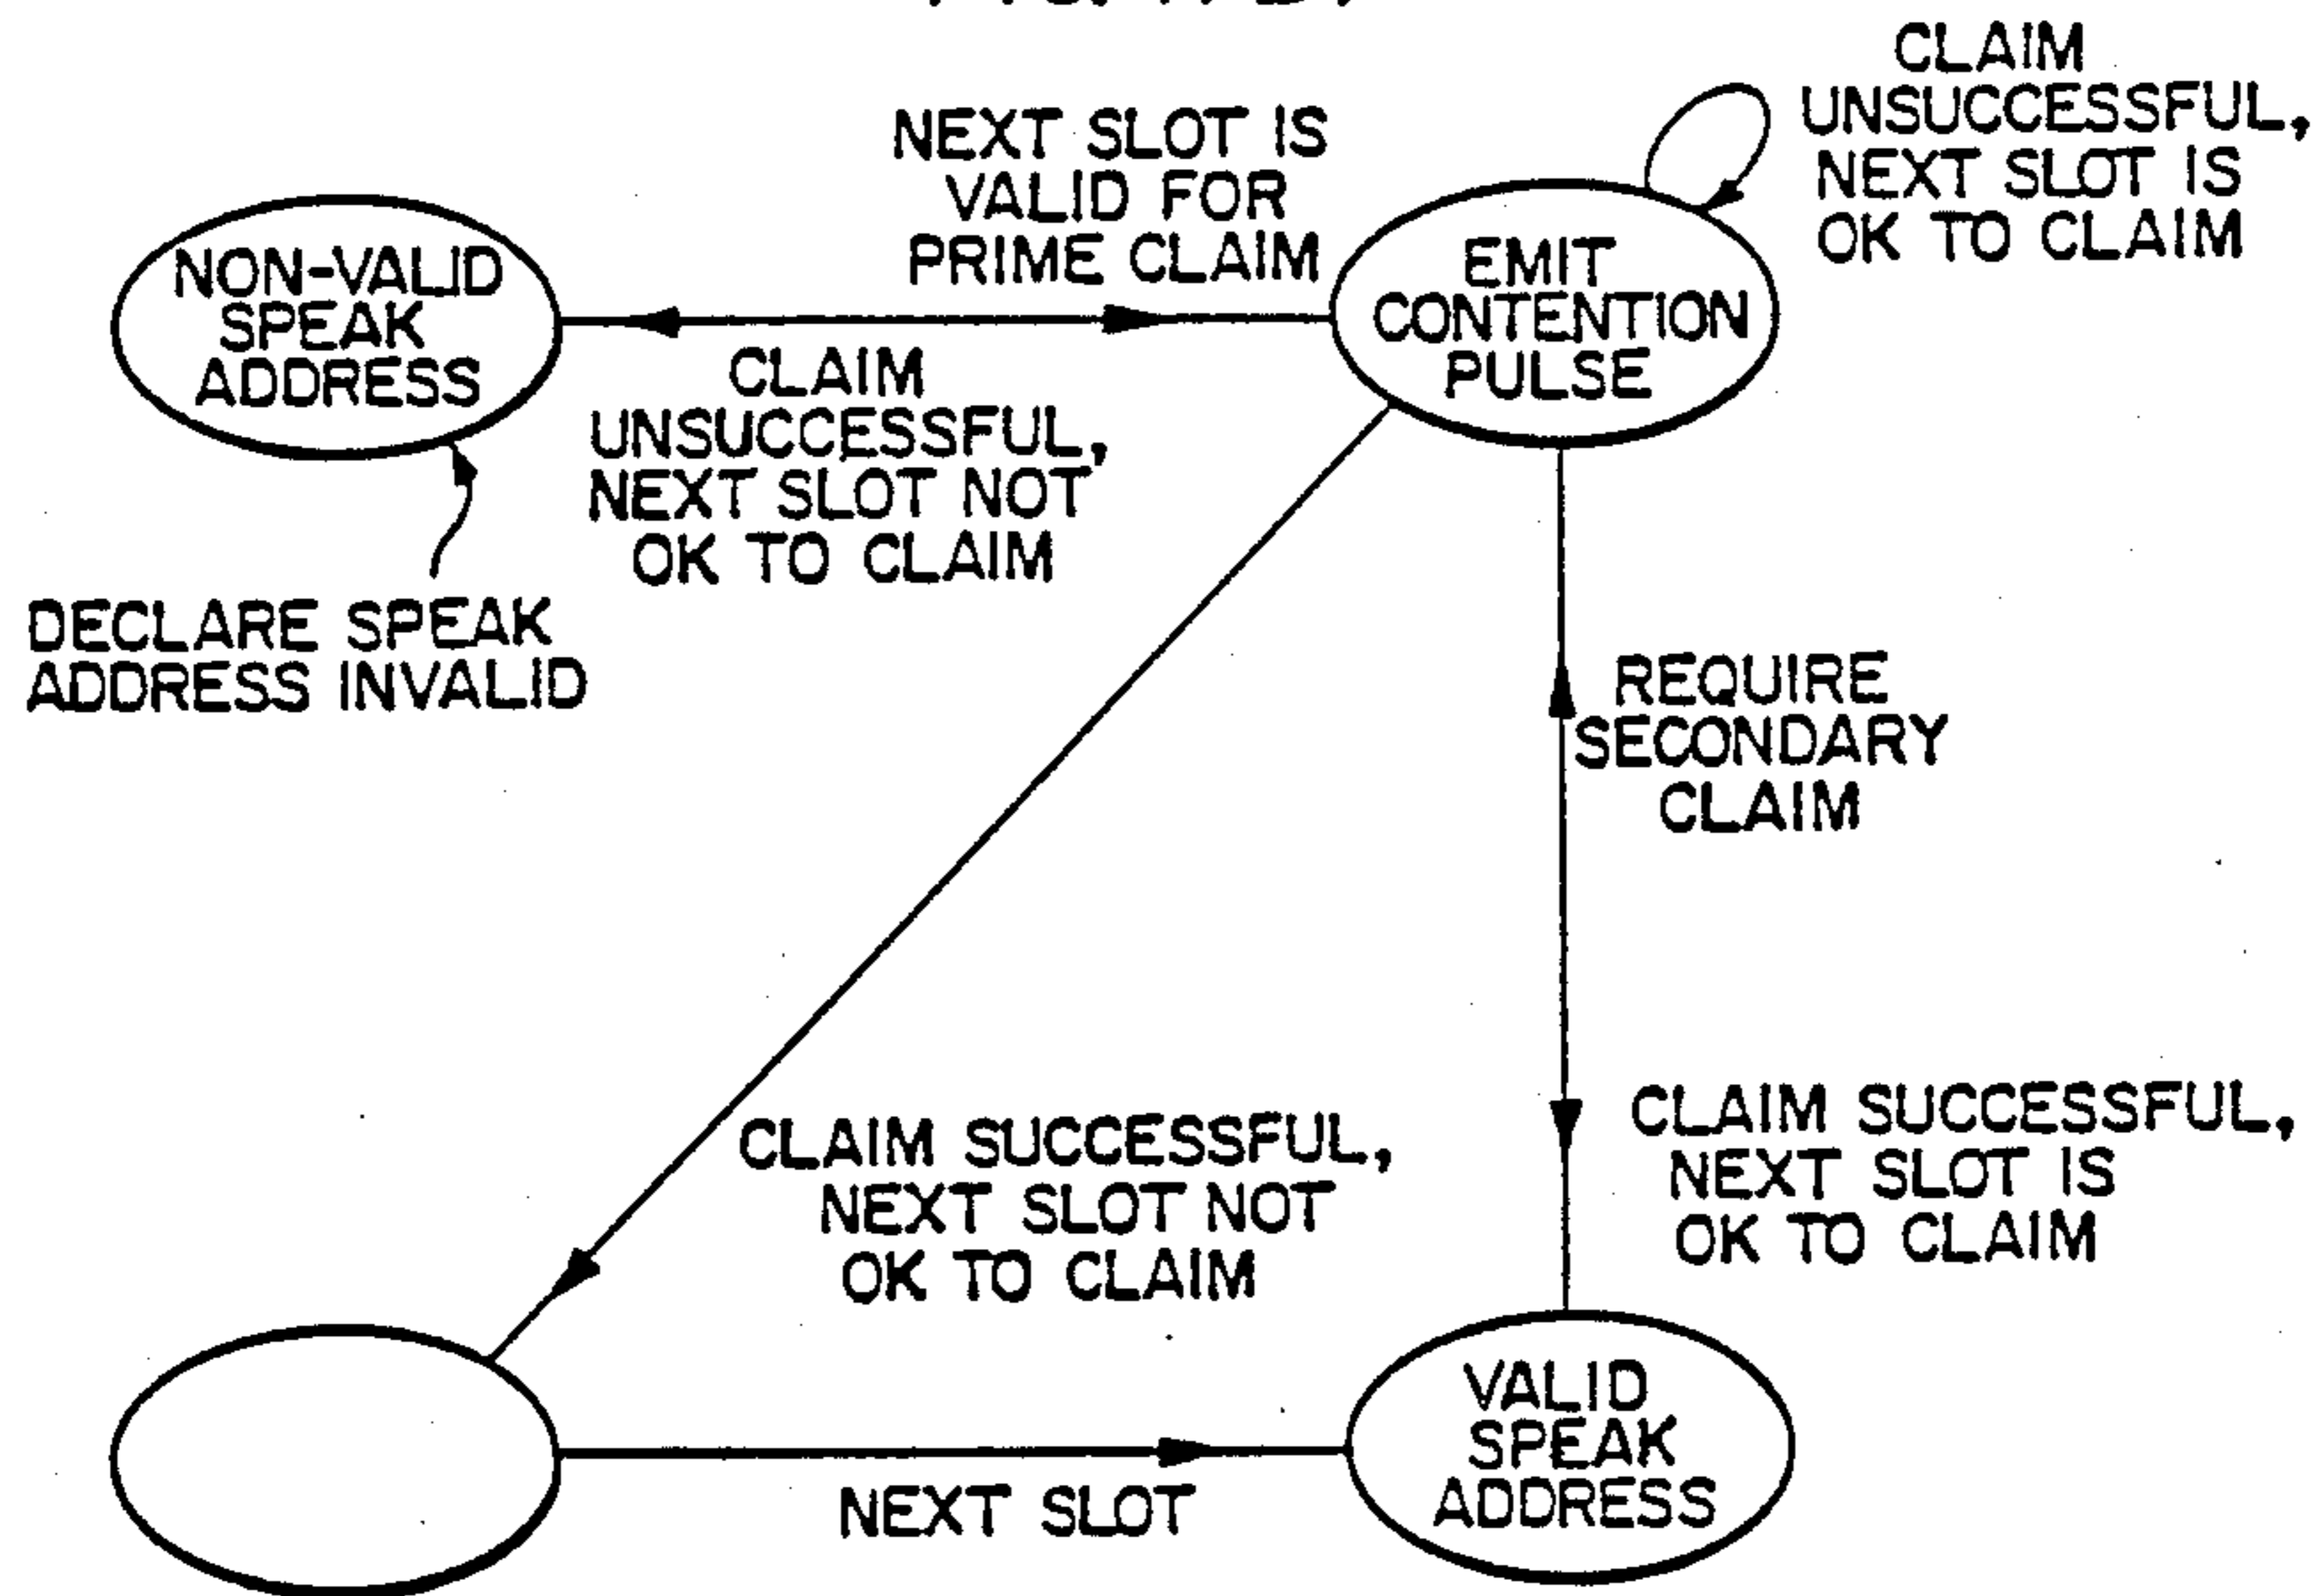 CLAIM
UNSUCCESSFUL,
NEXT SLOT IS
OK TO CLAIM
NEXT SLOT IS
VALID FOR
PRIME CLAIM
NON-VALID
SPEAK
ADDRESS
EMIT
CONTENTION
PULSE
CLAIM
UNSUCCESSFUL,
NEXT SLOT NOT
OK TO CLAIM
DECLARE SPEAK
ADDRESS INVALID
REQUIRE
SECONDARY
CLAIM
CLAIM SUCCESSFUL,
NEXT SLOT NOT
OK TO CLAIM
CLAIM SUCCESSFUL,
NEXT SLOT IS
OK TO CLAIM
NEXT SLOT
VALID
SPEAK
ADDRESS